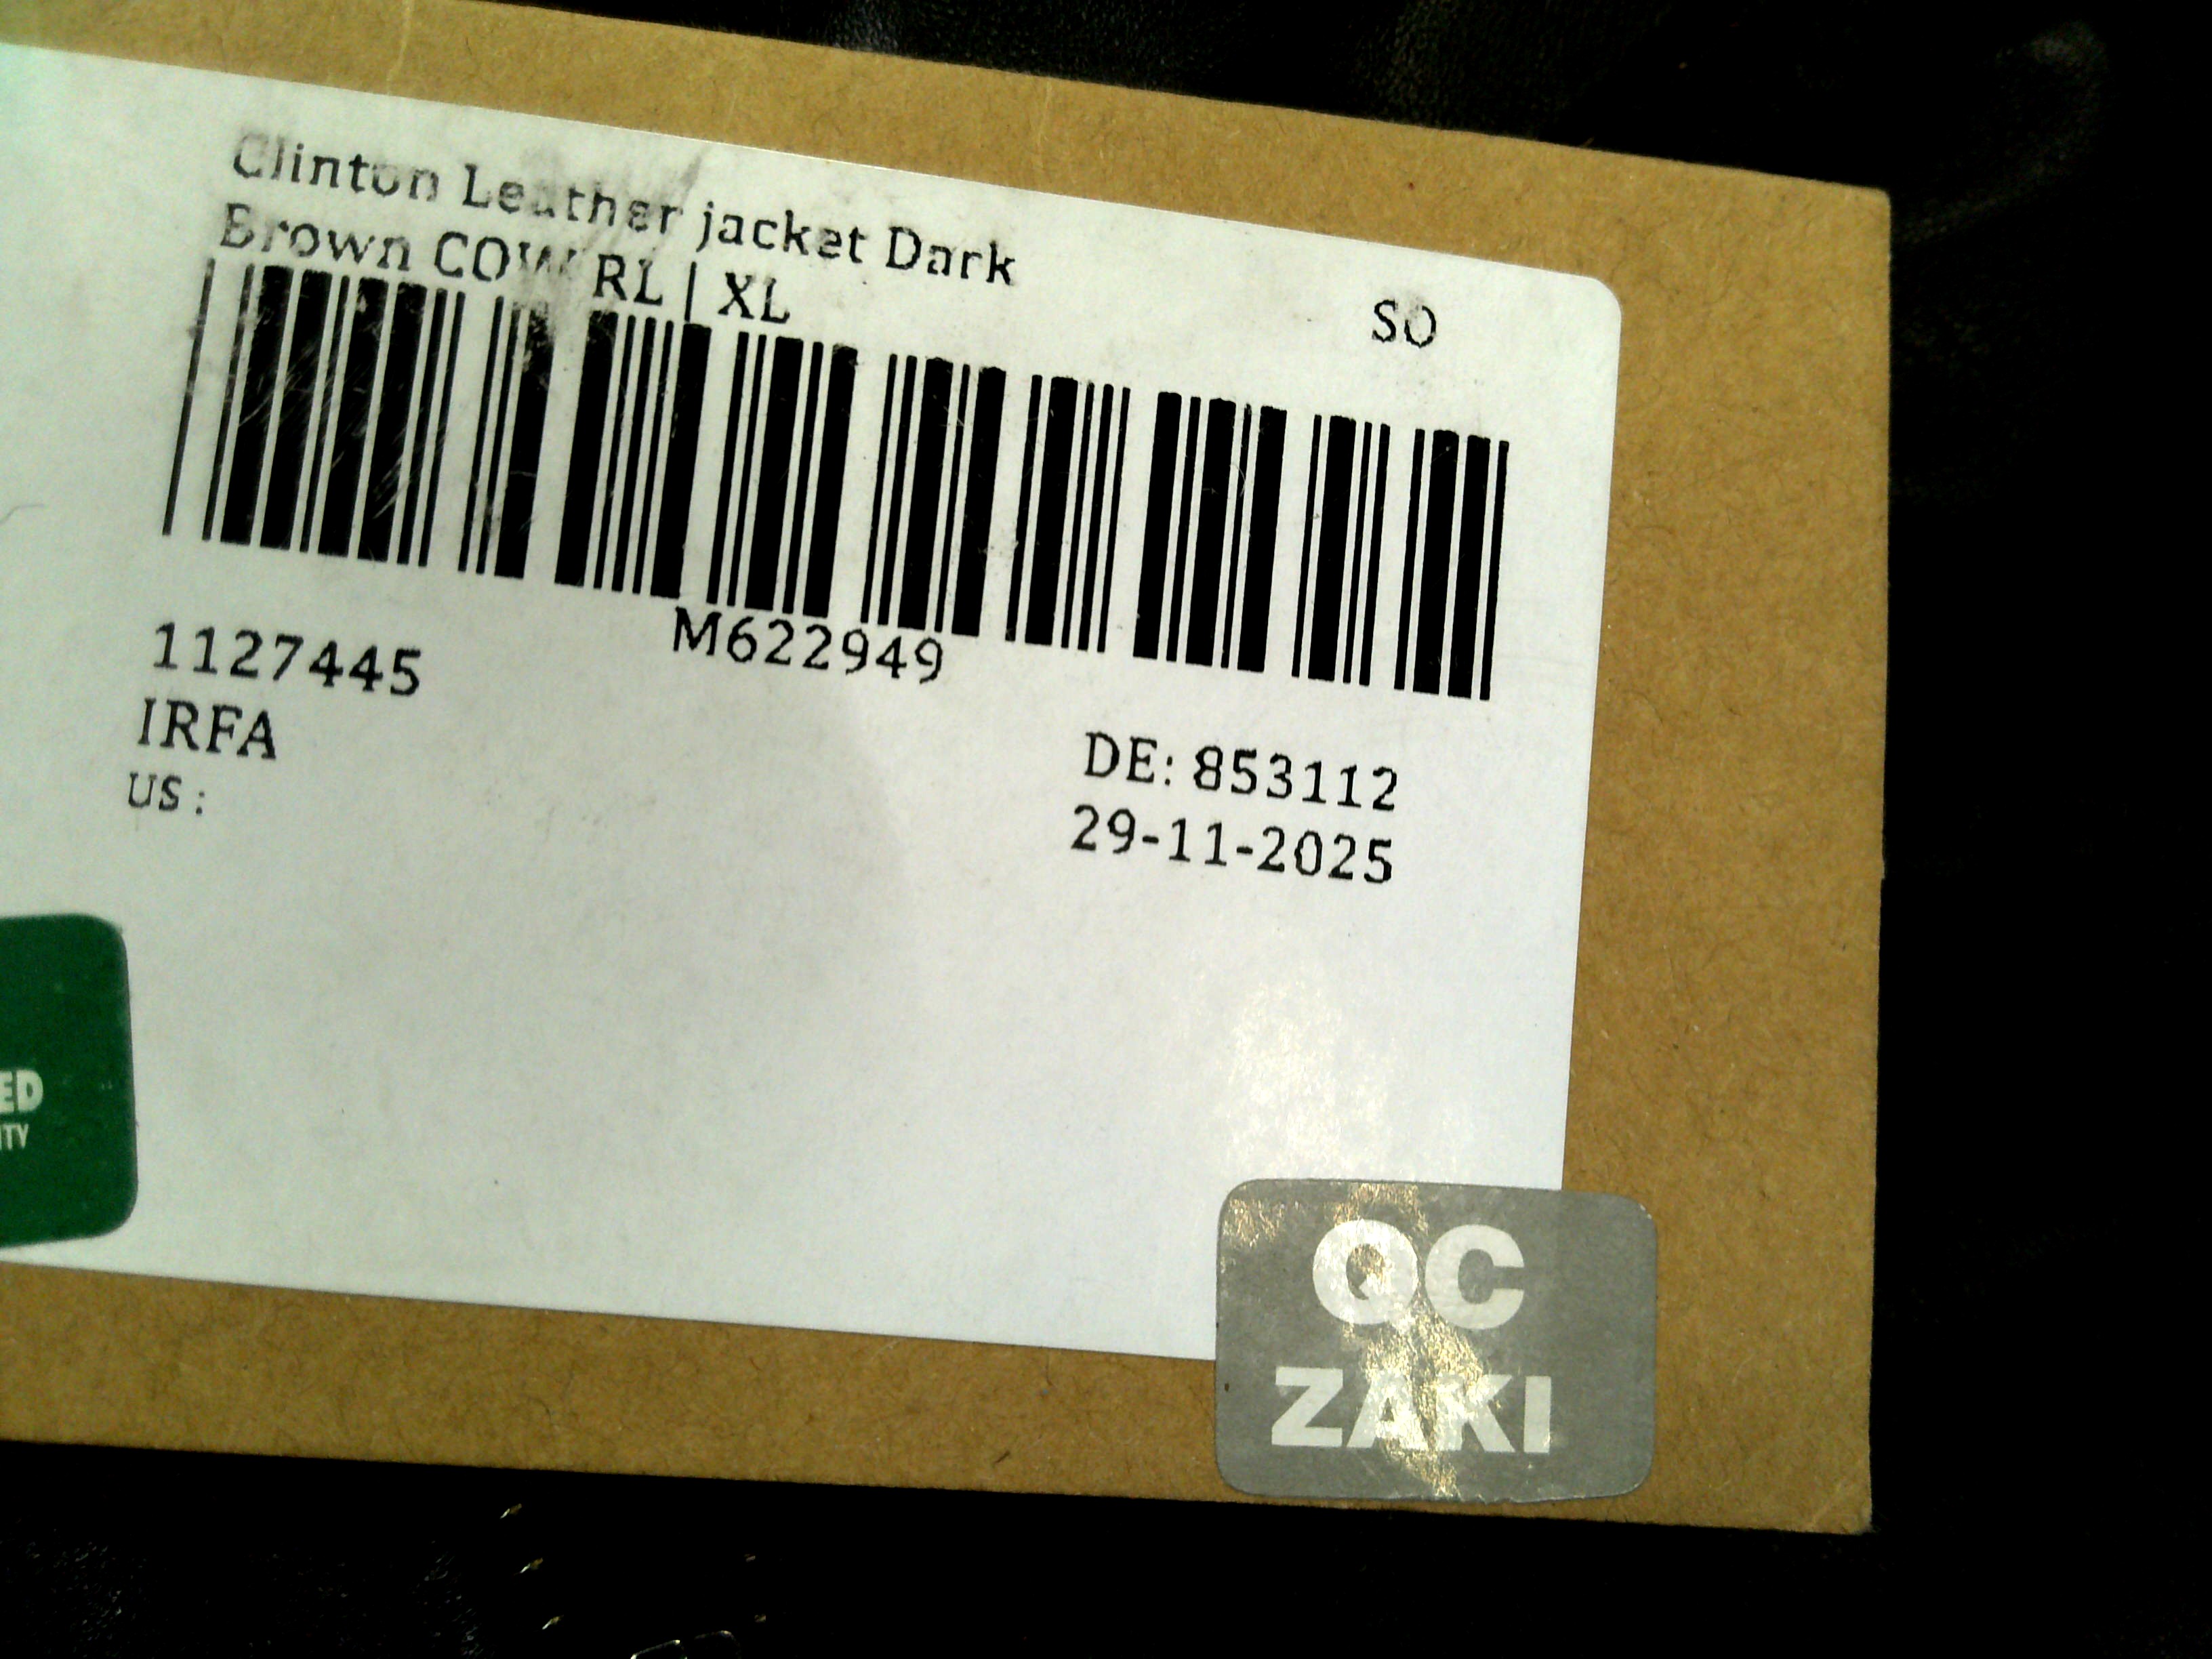 Clinton Leather jacket Dark
Brown COW RL | XL
SO
M622949
1127445
IRFA
US :
DE: 853112
29-11-2025
QC
ZAKI